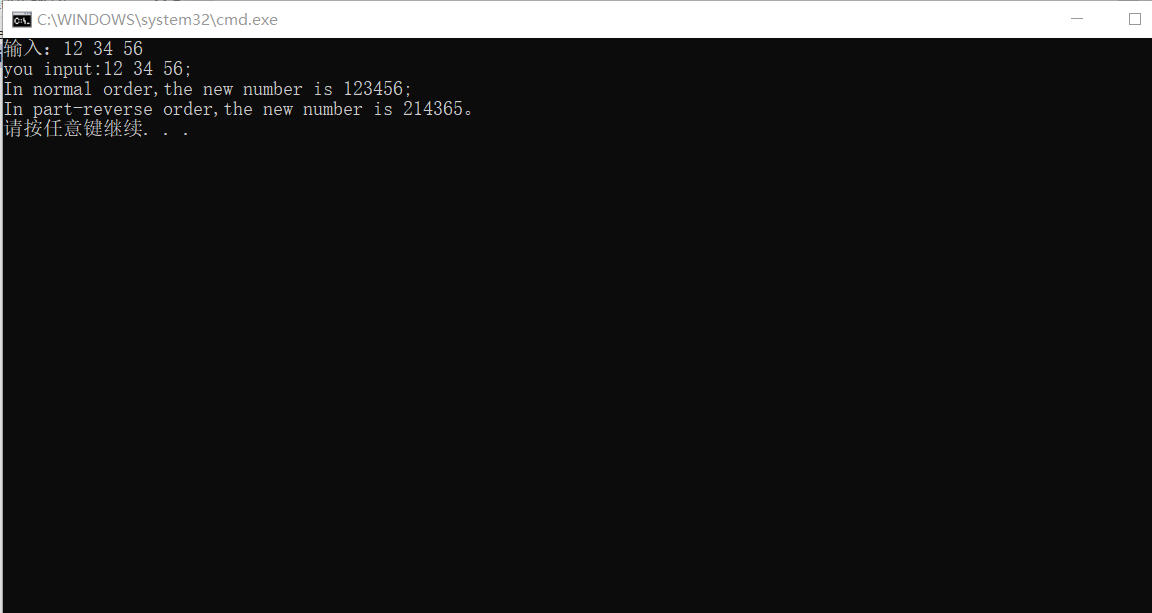 C:\WINDOWS\system32\cmd.exe
输入：12 34 56
you input:12 34 56;
In normal order,the new number is 123456;
In part-reverse order,the new number is 214365。
请按任意键继续. . .